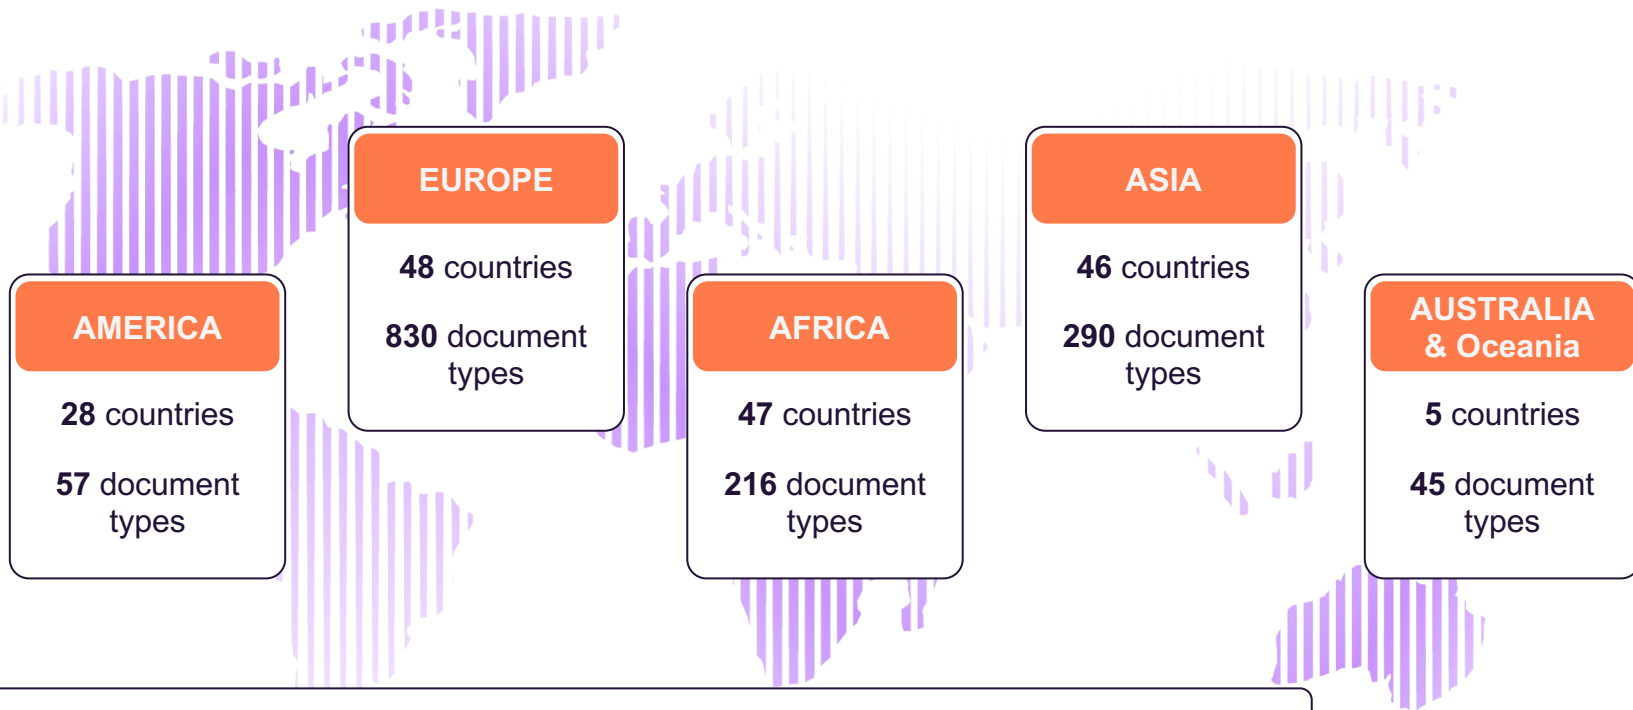 AMERICA
28 countries
57 document
types
EUROPE
48 countries
830 document
types
AFRICA
47 countries
216 document
types
ASIA
46 countries
290 document
types
AUSTRALIA
& Oceania
5 countries
45 document
types